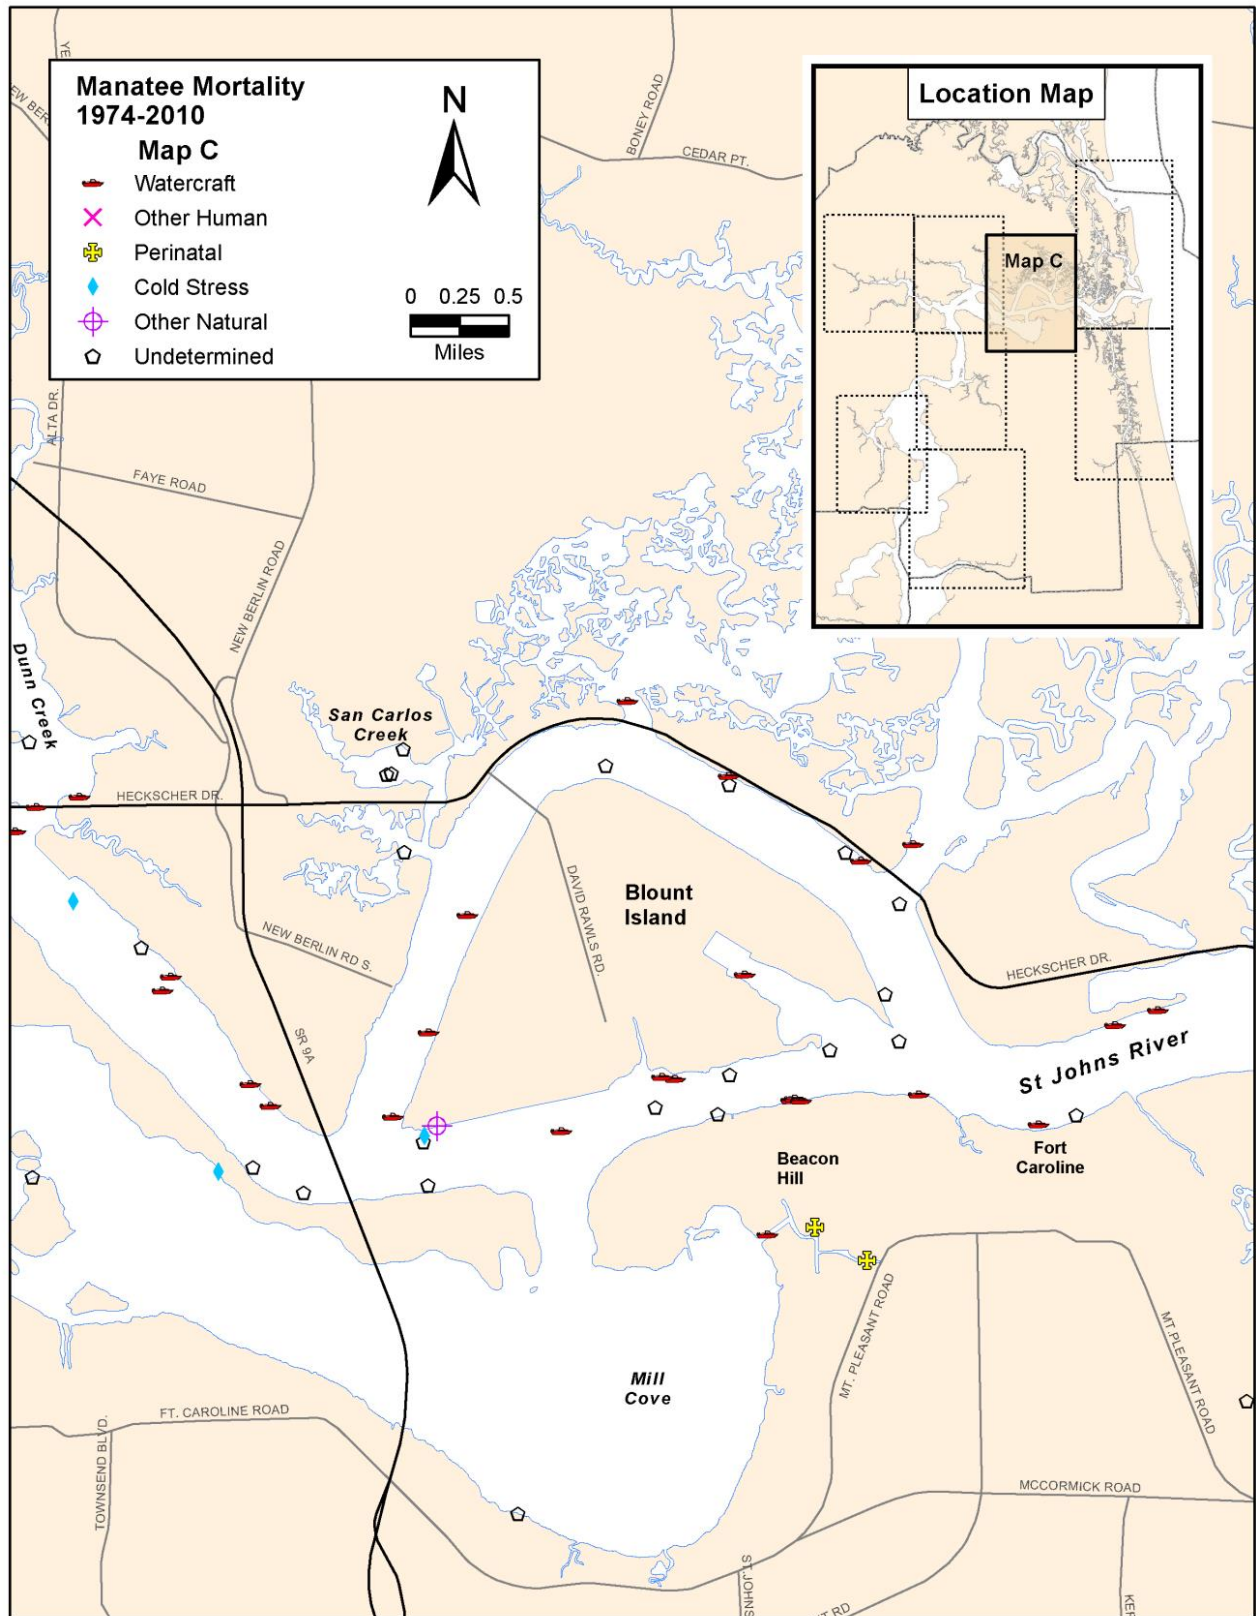 Manatee Mortality
1974-2010
Map C
Watercraft
Other Human
Perinatal
Cold Stress
Other Natural
Undetermined
N
0 0.25 0.5
Miles
Location Map
Map C
BONEY ROAD
CEDAR PT.
ALTA DR.
FAYE ROAD
NEW BERLIN ROAD
Dunn Creek
San Carlos
Creek
HECKSCHER DR.
DAVID RAWLS RD.
Blount
Island
NEW BERLIN RD S.
HECKSCHER DR.
SR 9A
St Johns River
Beacon
Hill
Fort
Caroline
MT. PLEASANT ROAD
MT.PLEASANT ROAD
Mill
Cove
FT. CAROLINE ROAD
TOWNSEND BLVD.
MCCORMICK ROAD
ST.JOHNS
RD